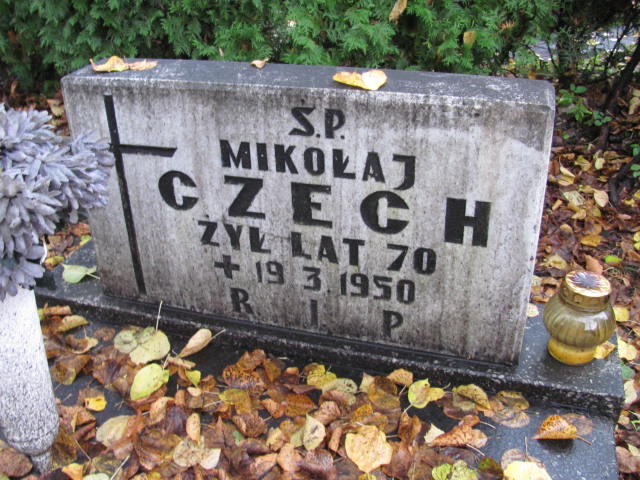 Ś.P.
MIKOŁAJ
CZECH
ŻYŁ LAT 70
+ 19 3.1950
R. I. P